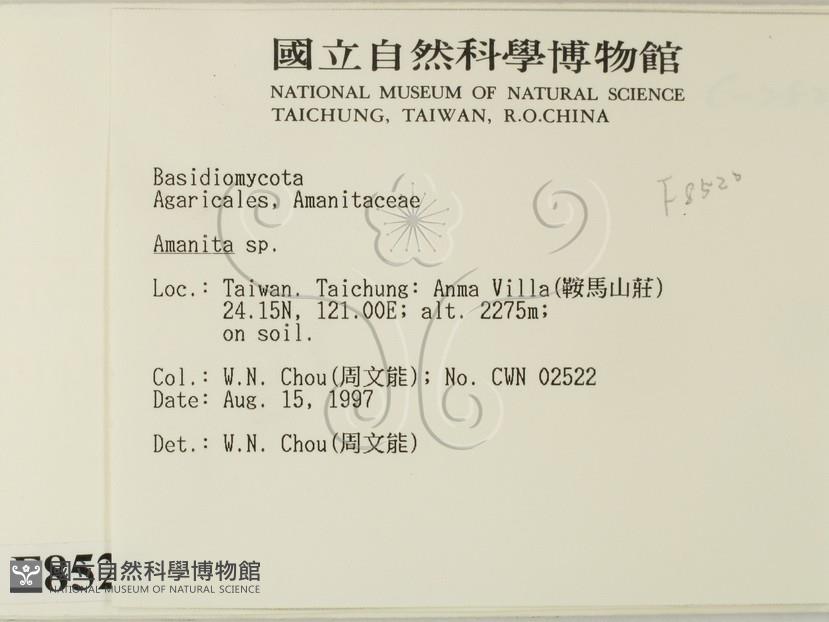 國立自然科學博物館
NATIONAL MUSEUM OF NATURAL SCIENCE
TAICHUNG, TAIWAN, R.O.CHINA
Basidiomycota
Agaricales, Amanitaceae
F8520
Amanita sp.
Loc.: Taiwan. Taichung: Anma Villa(鞍馬山莊)
24.15N, 121.00E; alt. 2275m;
on soil.
Col.: W.N. Chou(周文能); No. CWN 02522
Date: Aug. 15, 1997
Det.: W.N. Chou(周文能)
F852
國立自然科學博物館
NATIONAL MUSEUM OF NATURAL SCIENCE